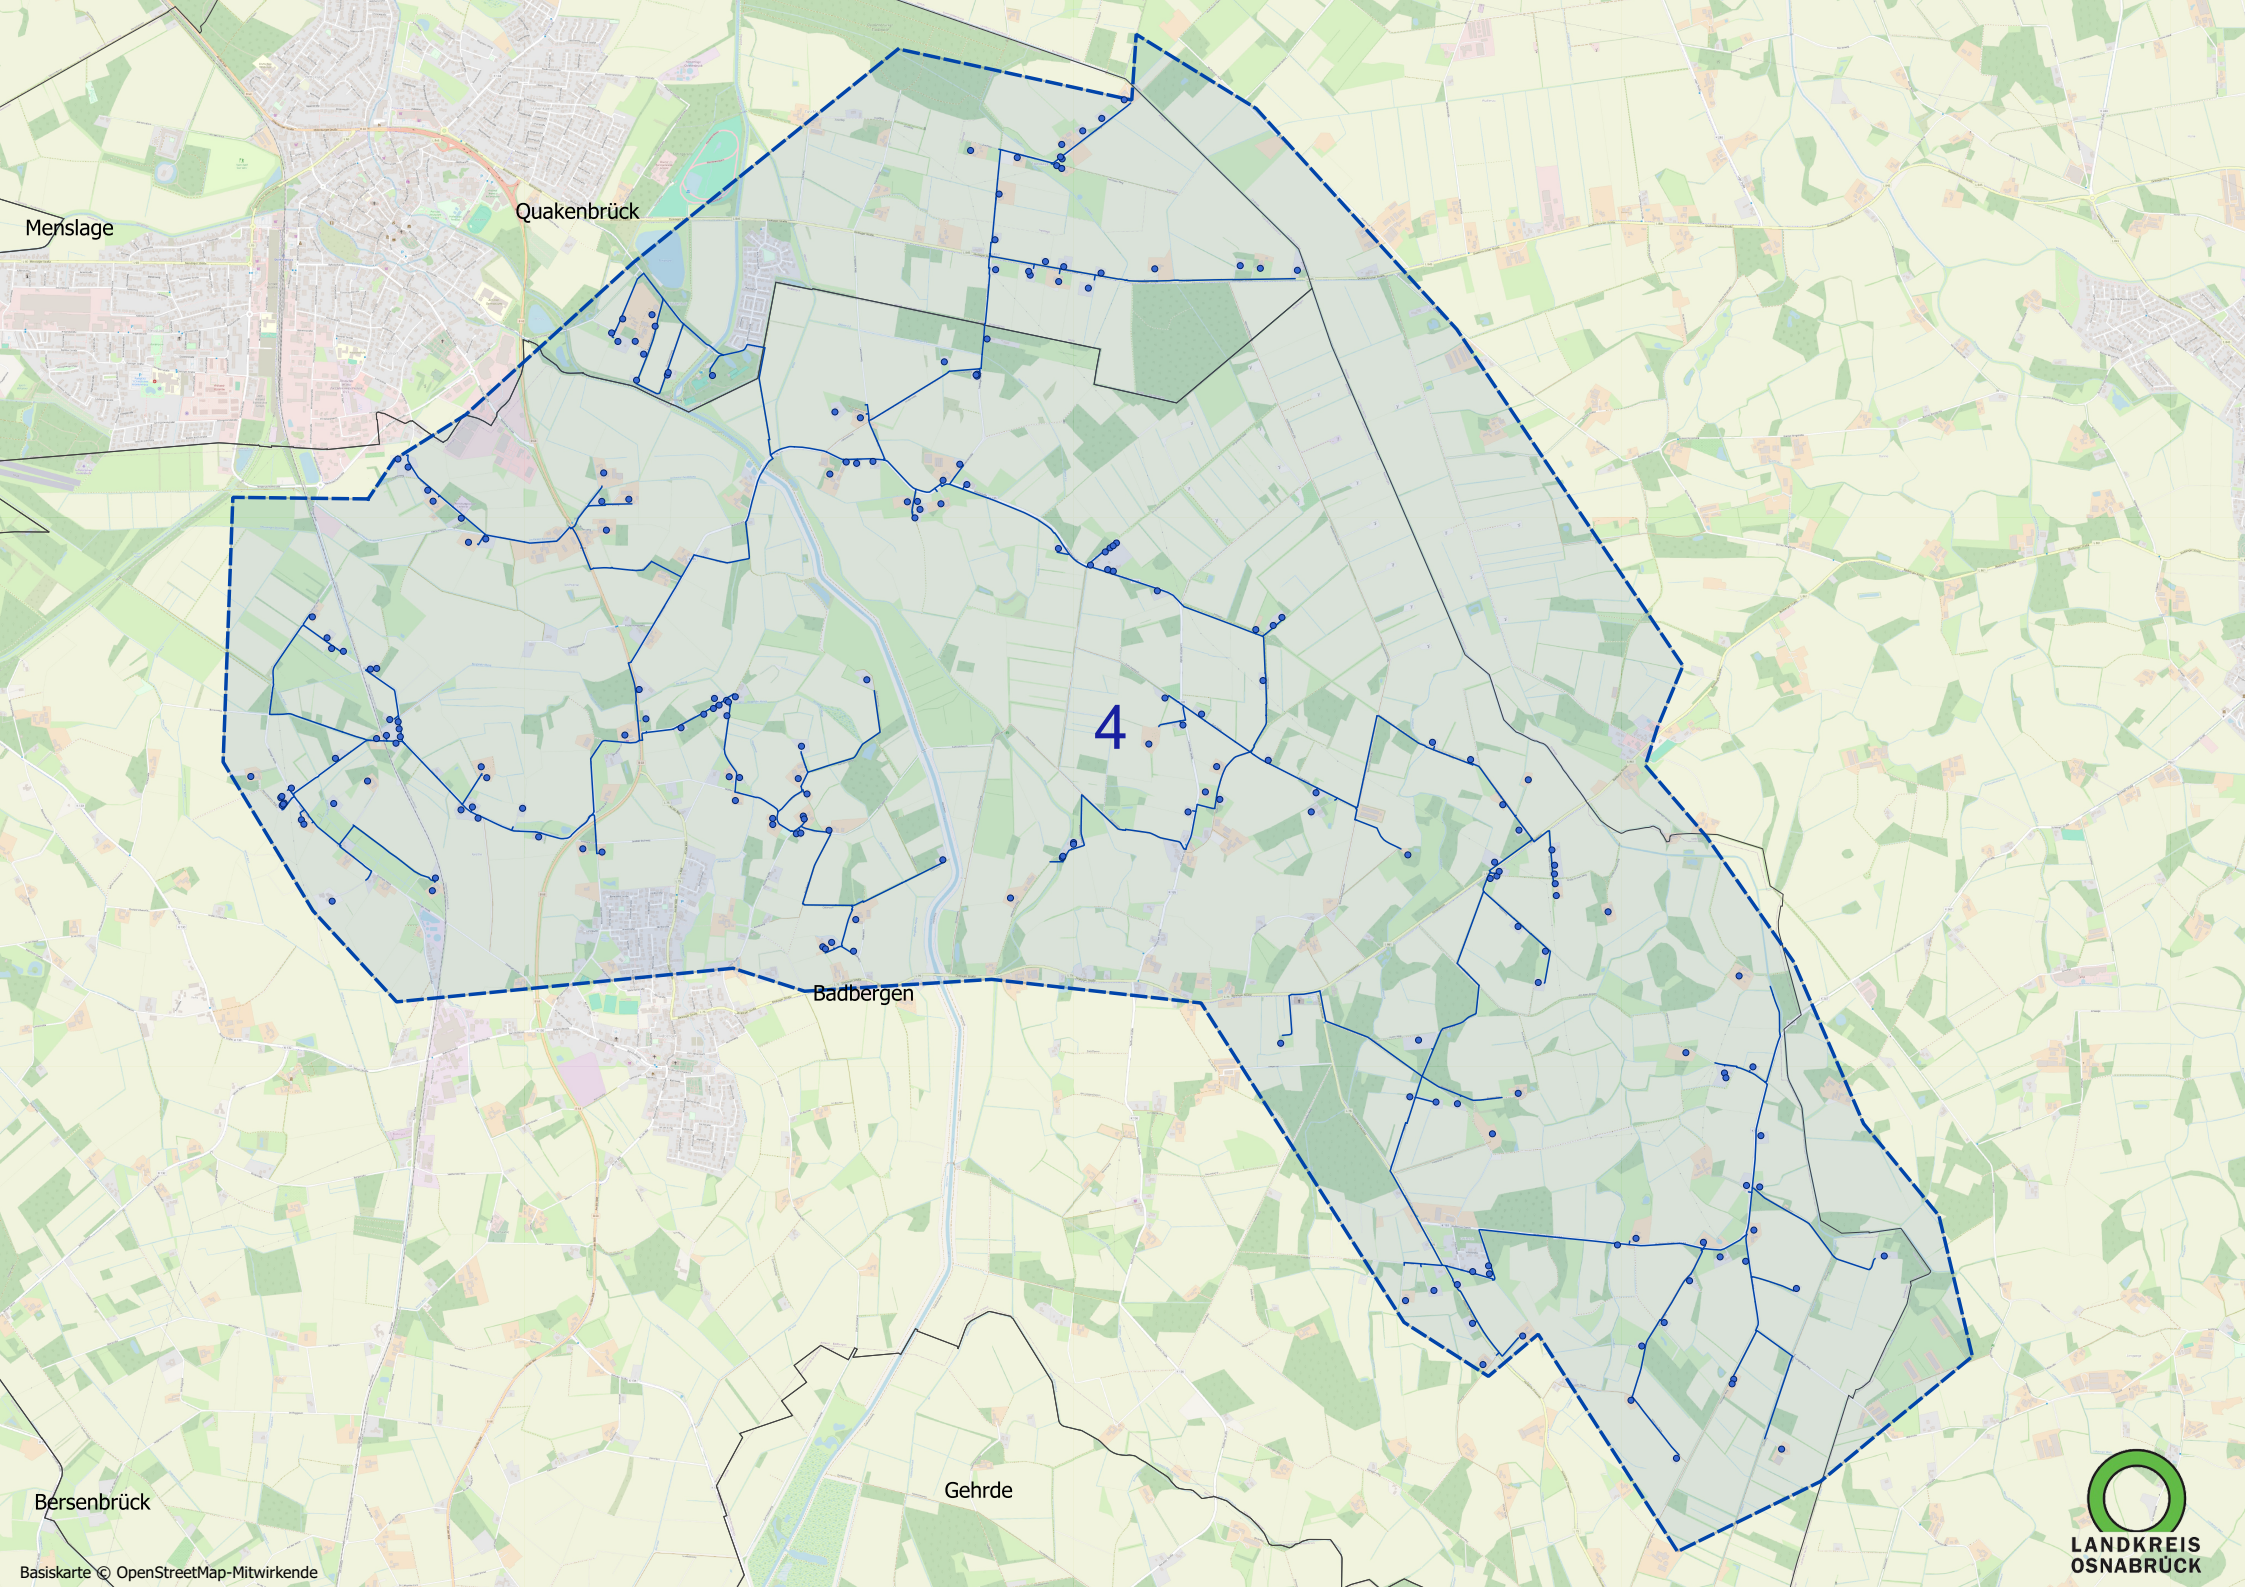 Quakenbrück
Menslage
4
Badbergen
Gehrde
Bersenbrück
LANDKREIS
OSNABRÜCK
Basiskarte © OpenStreetMap-Mitwirkende